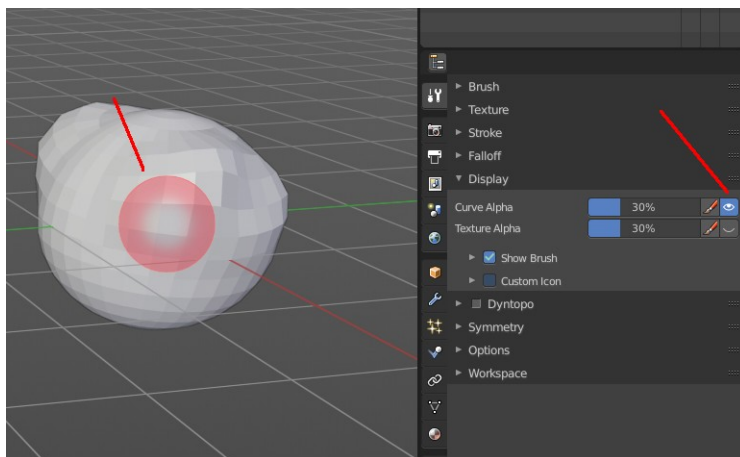 Brush
Texture
Stroke
Falloff
Display
Curve Alpha 30%
Texture Alpha 30%
Show Brush
Custom Icon
Dyntopo
Symmetry
Options
Workspace